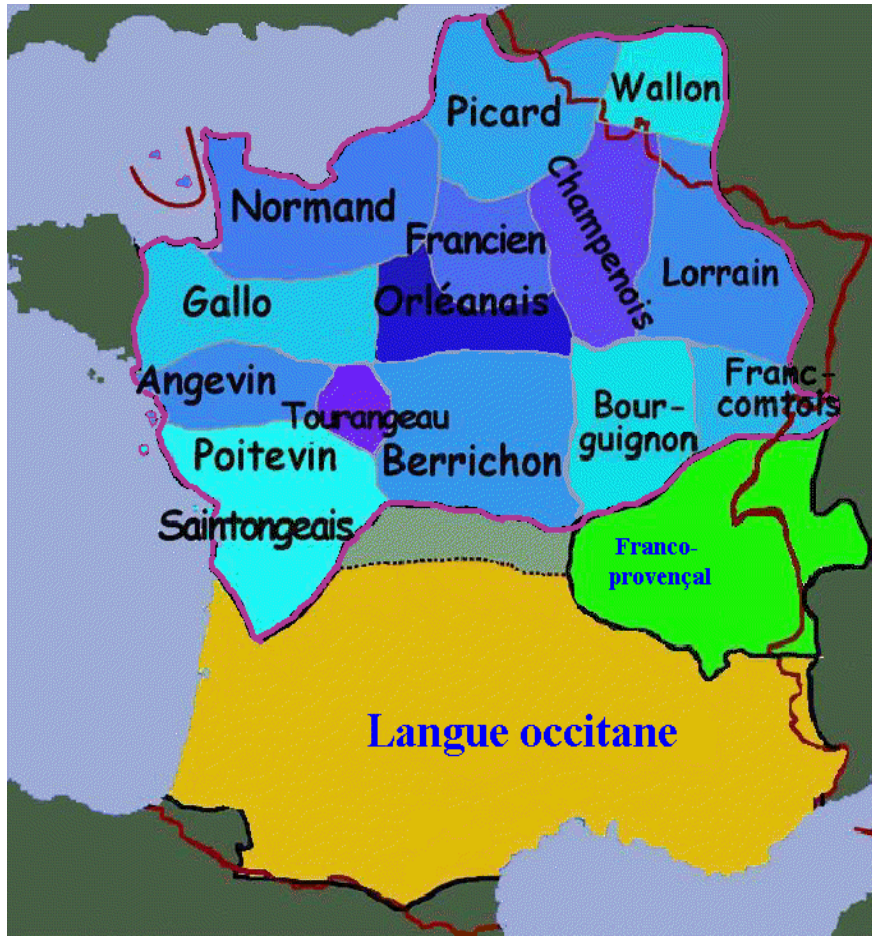 Wallon
Picard
Champenois
Normand
Francien
Lorrain
Gallo
Orléanais
Angevin
Franc-
comtois
Tourangeau
Bour-
guignon
Poitevin
Berrichon
Saintongeais
Franco-
provençal
Langue occitane